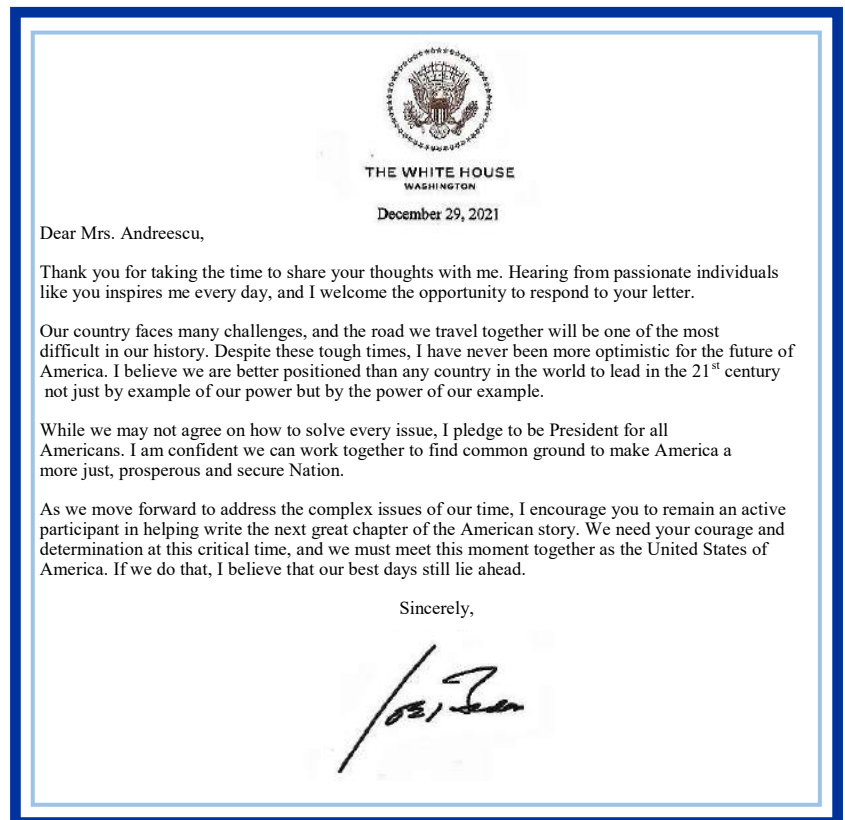 THE WHITE HOUSE
WASHINGTON
December 29, 2021
Dear Mrs. Andreescu,
Thank you for taking the time to share your thoughts with me. Hearing from passionate individuals
like you inspires me every day, and I welcome the opportunity to respond to your letter.
Our country faces many challenges, and the road we travel together will be one of the most
difficult in our history. Despite these tough times, I have never been more optimistic for the future of
America. I believe we are better positioned than any country in the world to lead in the 21st century
not just by example of our power but by the power of our example.
While we may not agree on how to solve every issue, I pledge to be President for all
Americans. I am confident we can work together to find common ground to make America a
more just, prosperous and secure Nation.
As we move forward to address the complex issues of our time, I encourage you to remain an active
participant in helping write the next great chapter of the American story. We need your courage and
determination at this critical time, and we must meet this moment together as the United States of
America. If we do that, I believe that our best days still lie ahead.
Sincerely,